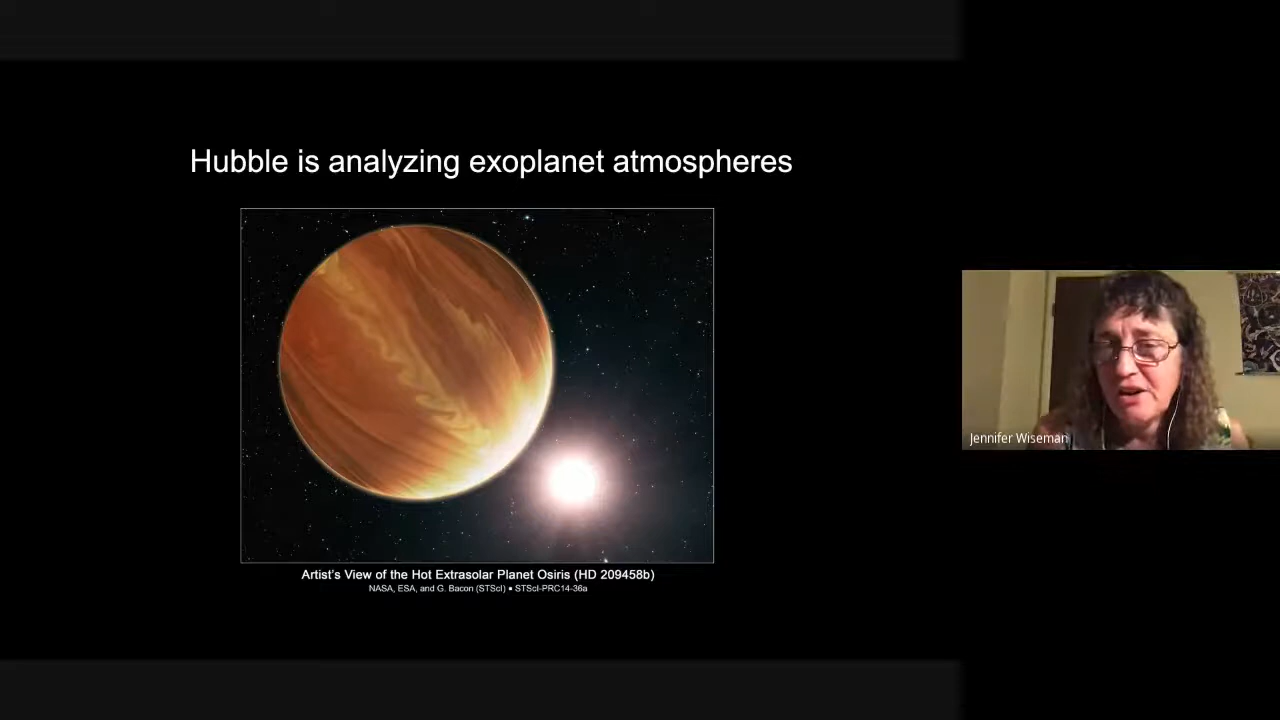 Hubble is analyzing exoplanet atmospheres
Artist's View of the Hot Extrasolar Planet Osiris (HD 209458b)
NASA, ESA, and G. Bacon (STScI) • STScI-PRC14-36a
Jennifer Wiseman